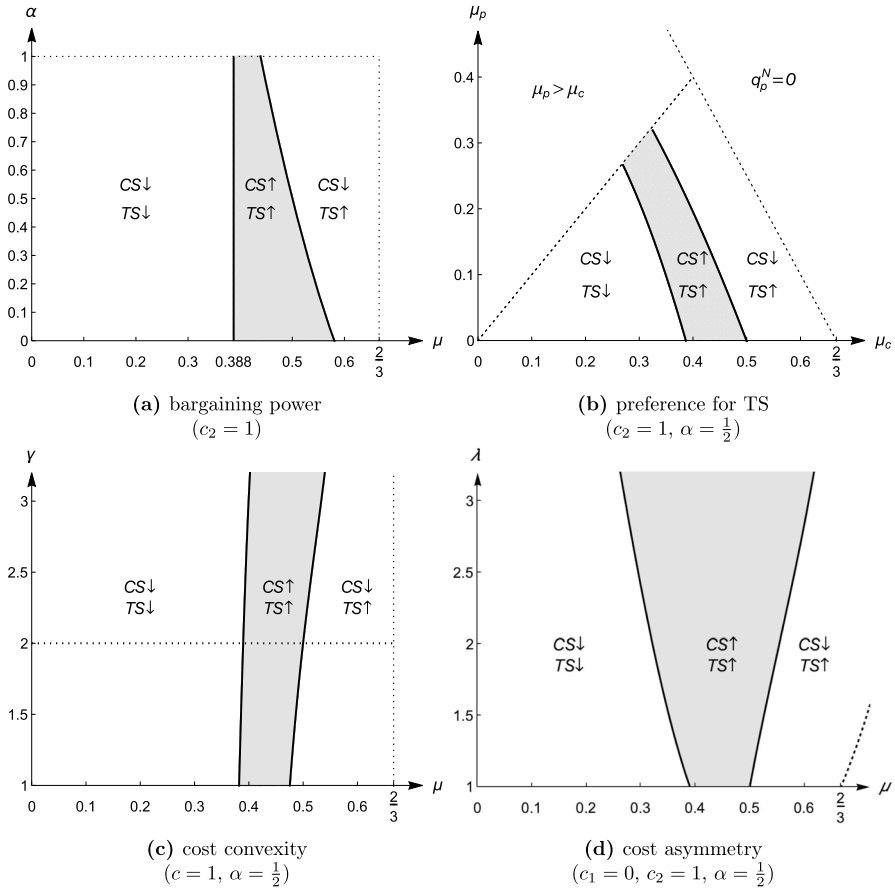 α
1
0.9
0.8
0.7
0.6
0.5
0.4
0.3
0.2
0.1
0
CS↓ CS↑ CS↓
TS↓ TS↑ TS↑
0 0.1 0.2 0.3 0.388 0.5 0.6 2/3 μ
(a) bargaining power
(c₂ = 1)
μₚ
0.4
0.3
0.2
0.1
0
μₚ > μ_c
qₚᴺ=0
CS↓ CS↑ CS↓
TS↓ TS↑ TS↑
0 0.1 0.2 0.3 0.4 0.5 2/3 μ_c
(b) preference for TS
(c₂ = 1, α = 1/2)
γ
3
2.5
2
1.5
1
CS↓ CS↑ CS↓
TS↓ TS↑ TS↑
0 0.1 0.2 0.3 0.4 0.5 0.6 2/3 μ
(c) cost convexity
(c = 1, α = 1/2)
λ
3
2.5
2
1.5
1
CS↓ CS↑ CS↓
TS↓ TS↑ TS↑
0 0.1 0.2 0.3 0.4 0.5 0.6 2/3 μ
(d) cost asymmetry
(c₁ = 0, c₂ = 1, α = 1/2)